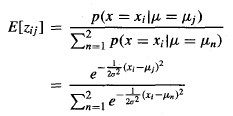 E[z_{ij}] = \frac{p(x = x_i|\mu = \mu_j)}{\sum_{n=1}^{2} p(x = x_i|\mu = \mu_n)}
= \frac{e^{-\frac{1}{2\sigma^2}(x_i-\mu_j)^2}}{\sum_{n=1}^{2} e^{-\frac{1}{2\sigma^2}(x_i-\mu_n)^2}}